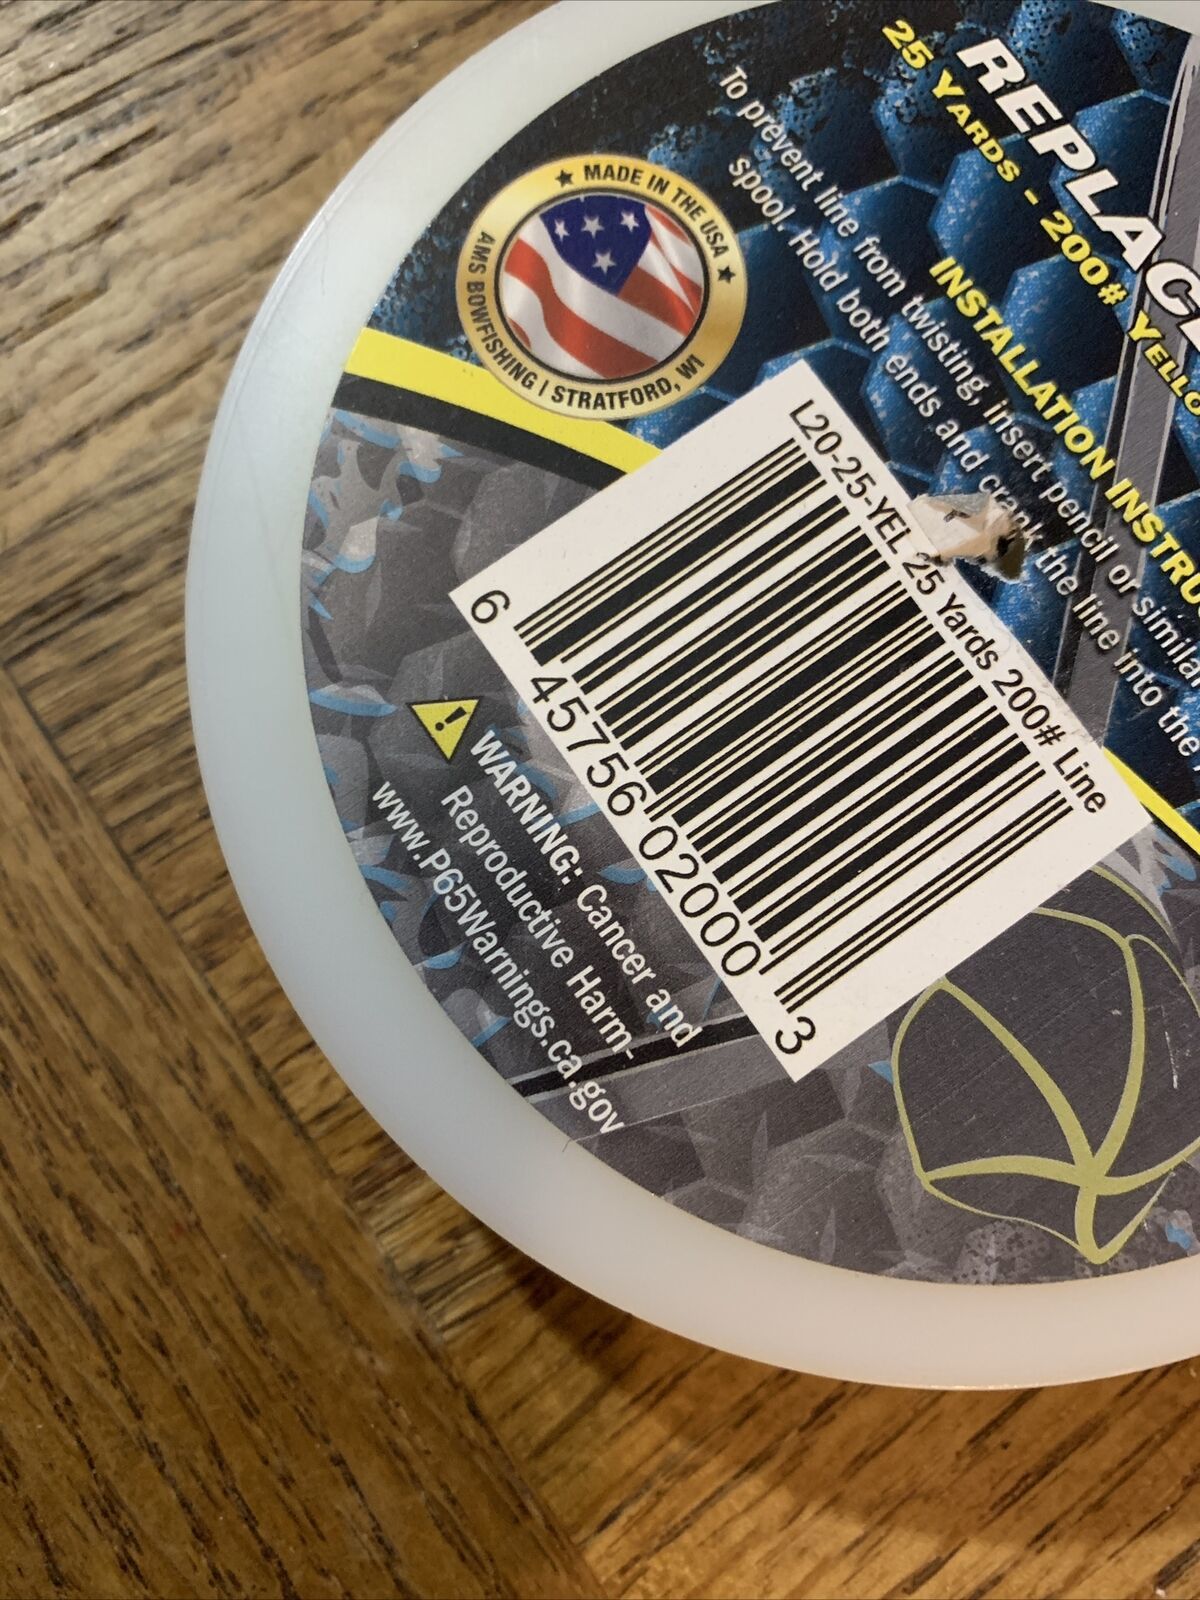 REPLAC
25 YARDS - 200# YELLO
INSTALLATION INSTRU
To prevent line from twisting, insert pencil or similar
spool. Hold both ends and crank the line into the
★ MADE IN THE USA ★
AMS BOWFISHING | STRATFORD, WI
L20-25-YEL 25 Yards 200# Line
6 45756 02000 3
WARNING: Cancer and
Reproductive Harm-
www.P65Warnings.ca.gov